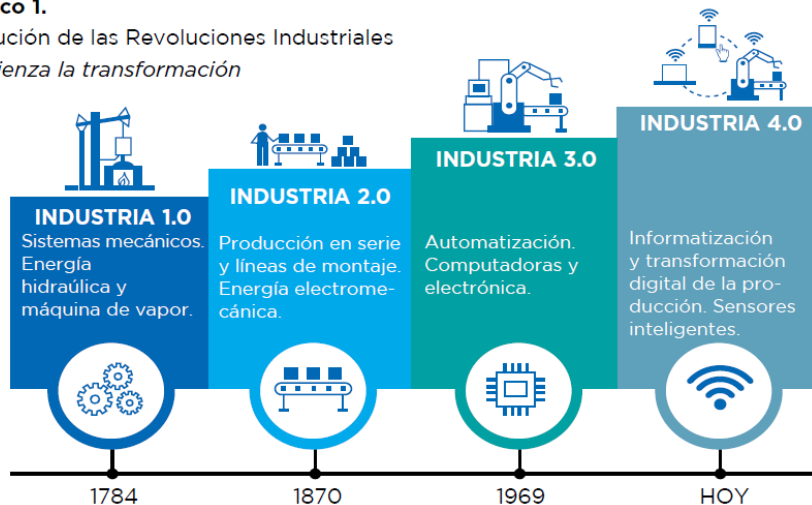 co 1.
ución de las Revoluciones Industriales
ienza la transformación
INDUSTRIA 1.0
Sistemas mecánicos.
Energía
hidraúlica y
máquina de vapor.
INDUSTRIA 2.0
Producción en serie
y líneas de montaje.
Energía electrome-
cánica.
INDUSTRIA 3.0
Automatización.
Computadoras y
electrónica.
INDUSTRIA 4.0
Informatización
y transformación
digital de la pro-
ducción. Sensores
inteligentes.
1784
1870
1969
HOY